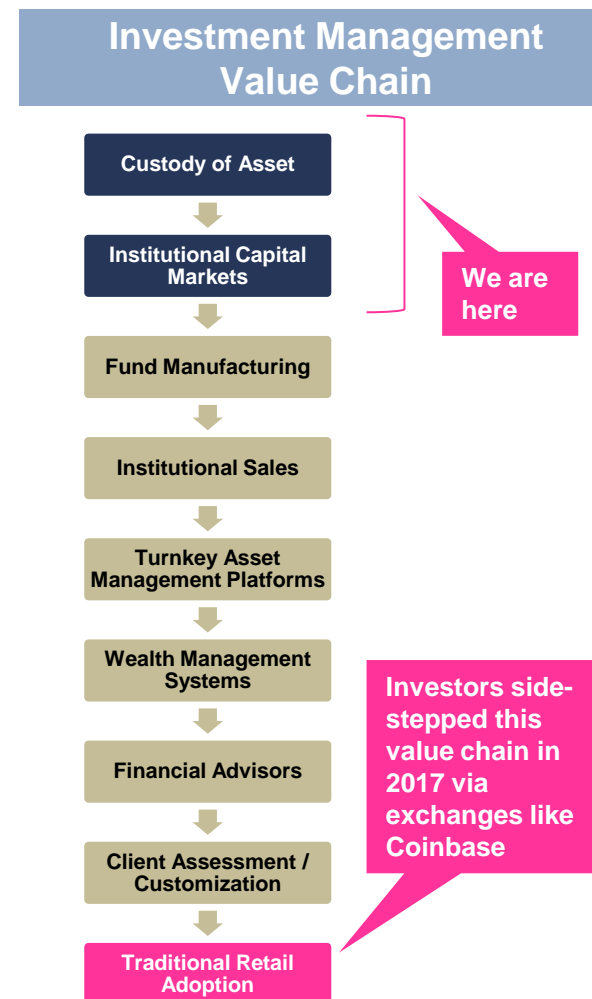 Investment Management
Value Chain
Custody of Asset
Institutional Capital
Markets
We are
here
Fund Manufacturing
Institutional Sales
Turnkey Asset
Management Platforms
Wealth Management
Systems
Investors side-
stepped this
value chain in
2017 via
exchanges like
Coinbase
Financial Advisors
Client Assessment /
Customization
Traditional Retail
Adoption